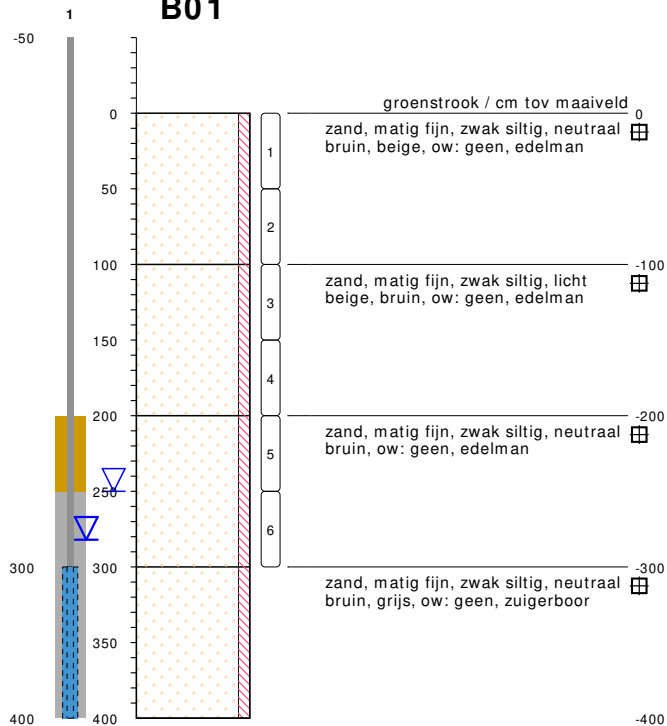 B01
1
-50
groenstrook / cm tov maaiveld
0
0
zand, matig fijn, zwak siltig, neutraal
bruin, beige, ow: geen, edelman
1
50
2
100
-100
zand, matig fijn, zwak siltig, licht
beige, bruin, ow: geen, edelman
3
150
4
200
-200
zand, matig fijn, zwak siltig, neutraal
bruin, ow: geen, edelman
5
250
6
300
300
-300
zand, matig fijn, zwak siltig, neutraal
bruin, grijs, ow: geen, zuigerboor
350
400
400
-400